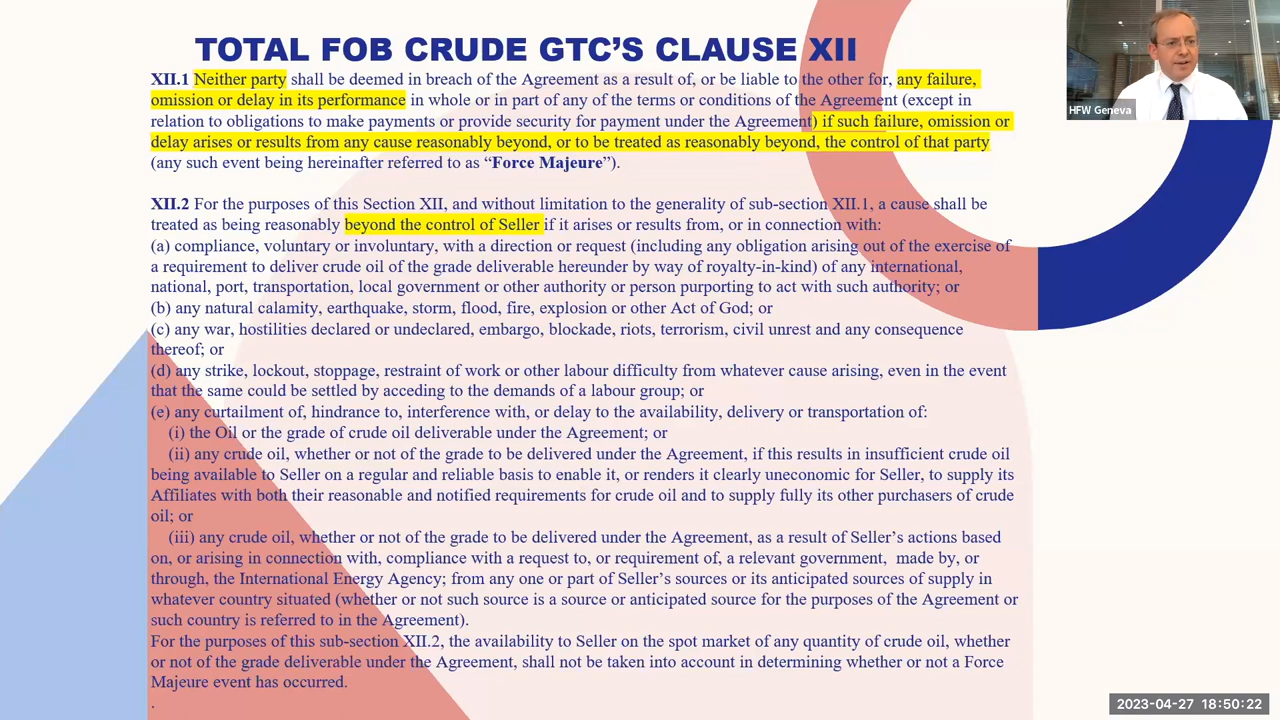 TOTAL FOB CRUDE GTC’S CLAUSE XII
XII.1 Neither party shall be deemed in breach of the Agreement as a result of, or be liable to the other for, any failure,
omission or delay in its performance in whole or in part of any of the terms or conditions of the Agreement (except in
relation to obligations to make payments or provide security for payment under the Agreement) if such failure, omission or
delay arises or results from any cause reasonably beyond, or to be treated as reasonably beyond, the control of that party
(any such event being hereinafter referred to as “Force Majeure”).
XII.2 For the purposes of this Section XII, and without limitation to the generality of sub-section XII.1, a cause shall be
treated as being reasonably beyond the control of Seller if it arises or results from, or in connection with:
(a) compliance, voluntary or involuntary, with a direction or request (including any obligation arising out of the exercise of
a requirement to deliver crude oil of the grade deliverable hereunder by way of royalty-in-kind) of any international,
national, port, transportation, local government or other authority or person purporting to act with such authority; or
(b) any natural calamity, earthquake, storm, flood, fire, explosion or other Act of God; or
(c) any war, hostilities declared or undeclared, embargo, blockade, riots, terrorism, civil unrest and any consequence
thereof; or
(d) any strike, lockout, stoppage, restraint of work or other labour difficulty from whatever cause arising, even in the event
that the same could be settled by acceding to the demands of a labour group; or
(e) any curtailment of, hindrance to, interference with, or delay to the availability, delivery or transportation of:
(i) the Oil or the grade of crude oil deliverable under the Agreement; or
(ii) any crude oil, whether or not of the grade to be delivered under the Agreement, if this results in insufficient crude oil
being available to Seller on a regular and reliable basis to enable it, or renders it clearly uneconomic for Seller, to supply its
Affiliates with both their reasonable and notified requirements for crude oil and to supply fully its other purchasers of crude
oil; or
(iii) any crude oil, whether or not of the grade to be delivered under the Agreement, as a result of Seller’s actions based
on, or arising in connection with, compliance with a request to, or requirement of, a relevant government, made by, or
through, the International Energy Agency; from any one or part of Seller’s sources or its anticipated sources of supply in
whatever country situated (whether or not such source is a source or anticipated source for the purposes of the Agreement or
such country is referred to in the Agreement).
For the purposes of this sub-section XII.2, the availability to Seller on the spot market of any quantity of crude oil, whether
or not of the grade deliverable under the Agreement, shall not be taken into account in determining whether or not a Force
Majeure event has occurred.
.
HFW Geneva
2023-04-27 18:50:22